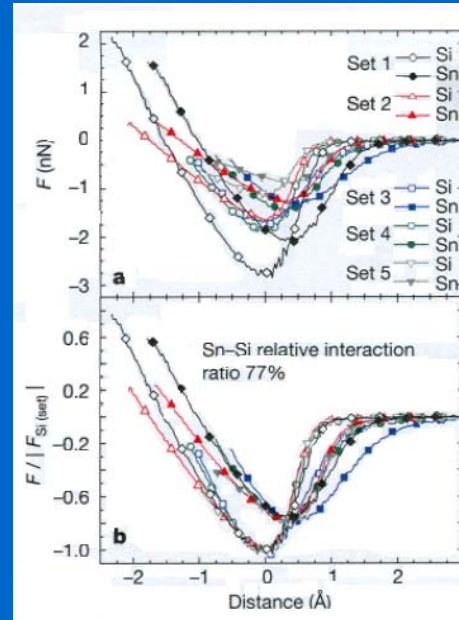 F (nN)
2
1
0
−1
−2
−3
Set 1 Si
Sn
Set 2 Si
Sn
Set 3 Si
Sn
Set 4 Si
Sn
Set 5 Si
Sn
a
F / | F Si (set) |
0.6
0.2
−0.2
−0.6
−1.0
Sn–Si relative interaction
ratio 77%
b
−2 −1 0 1 2
Distance (Å)